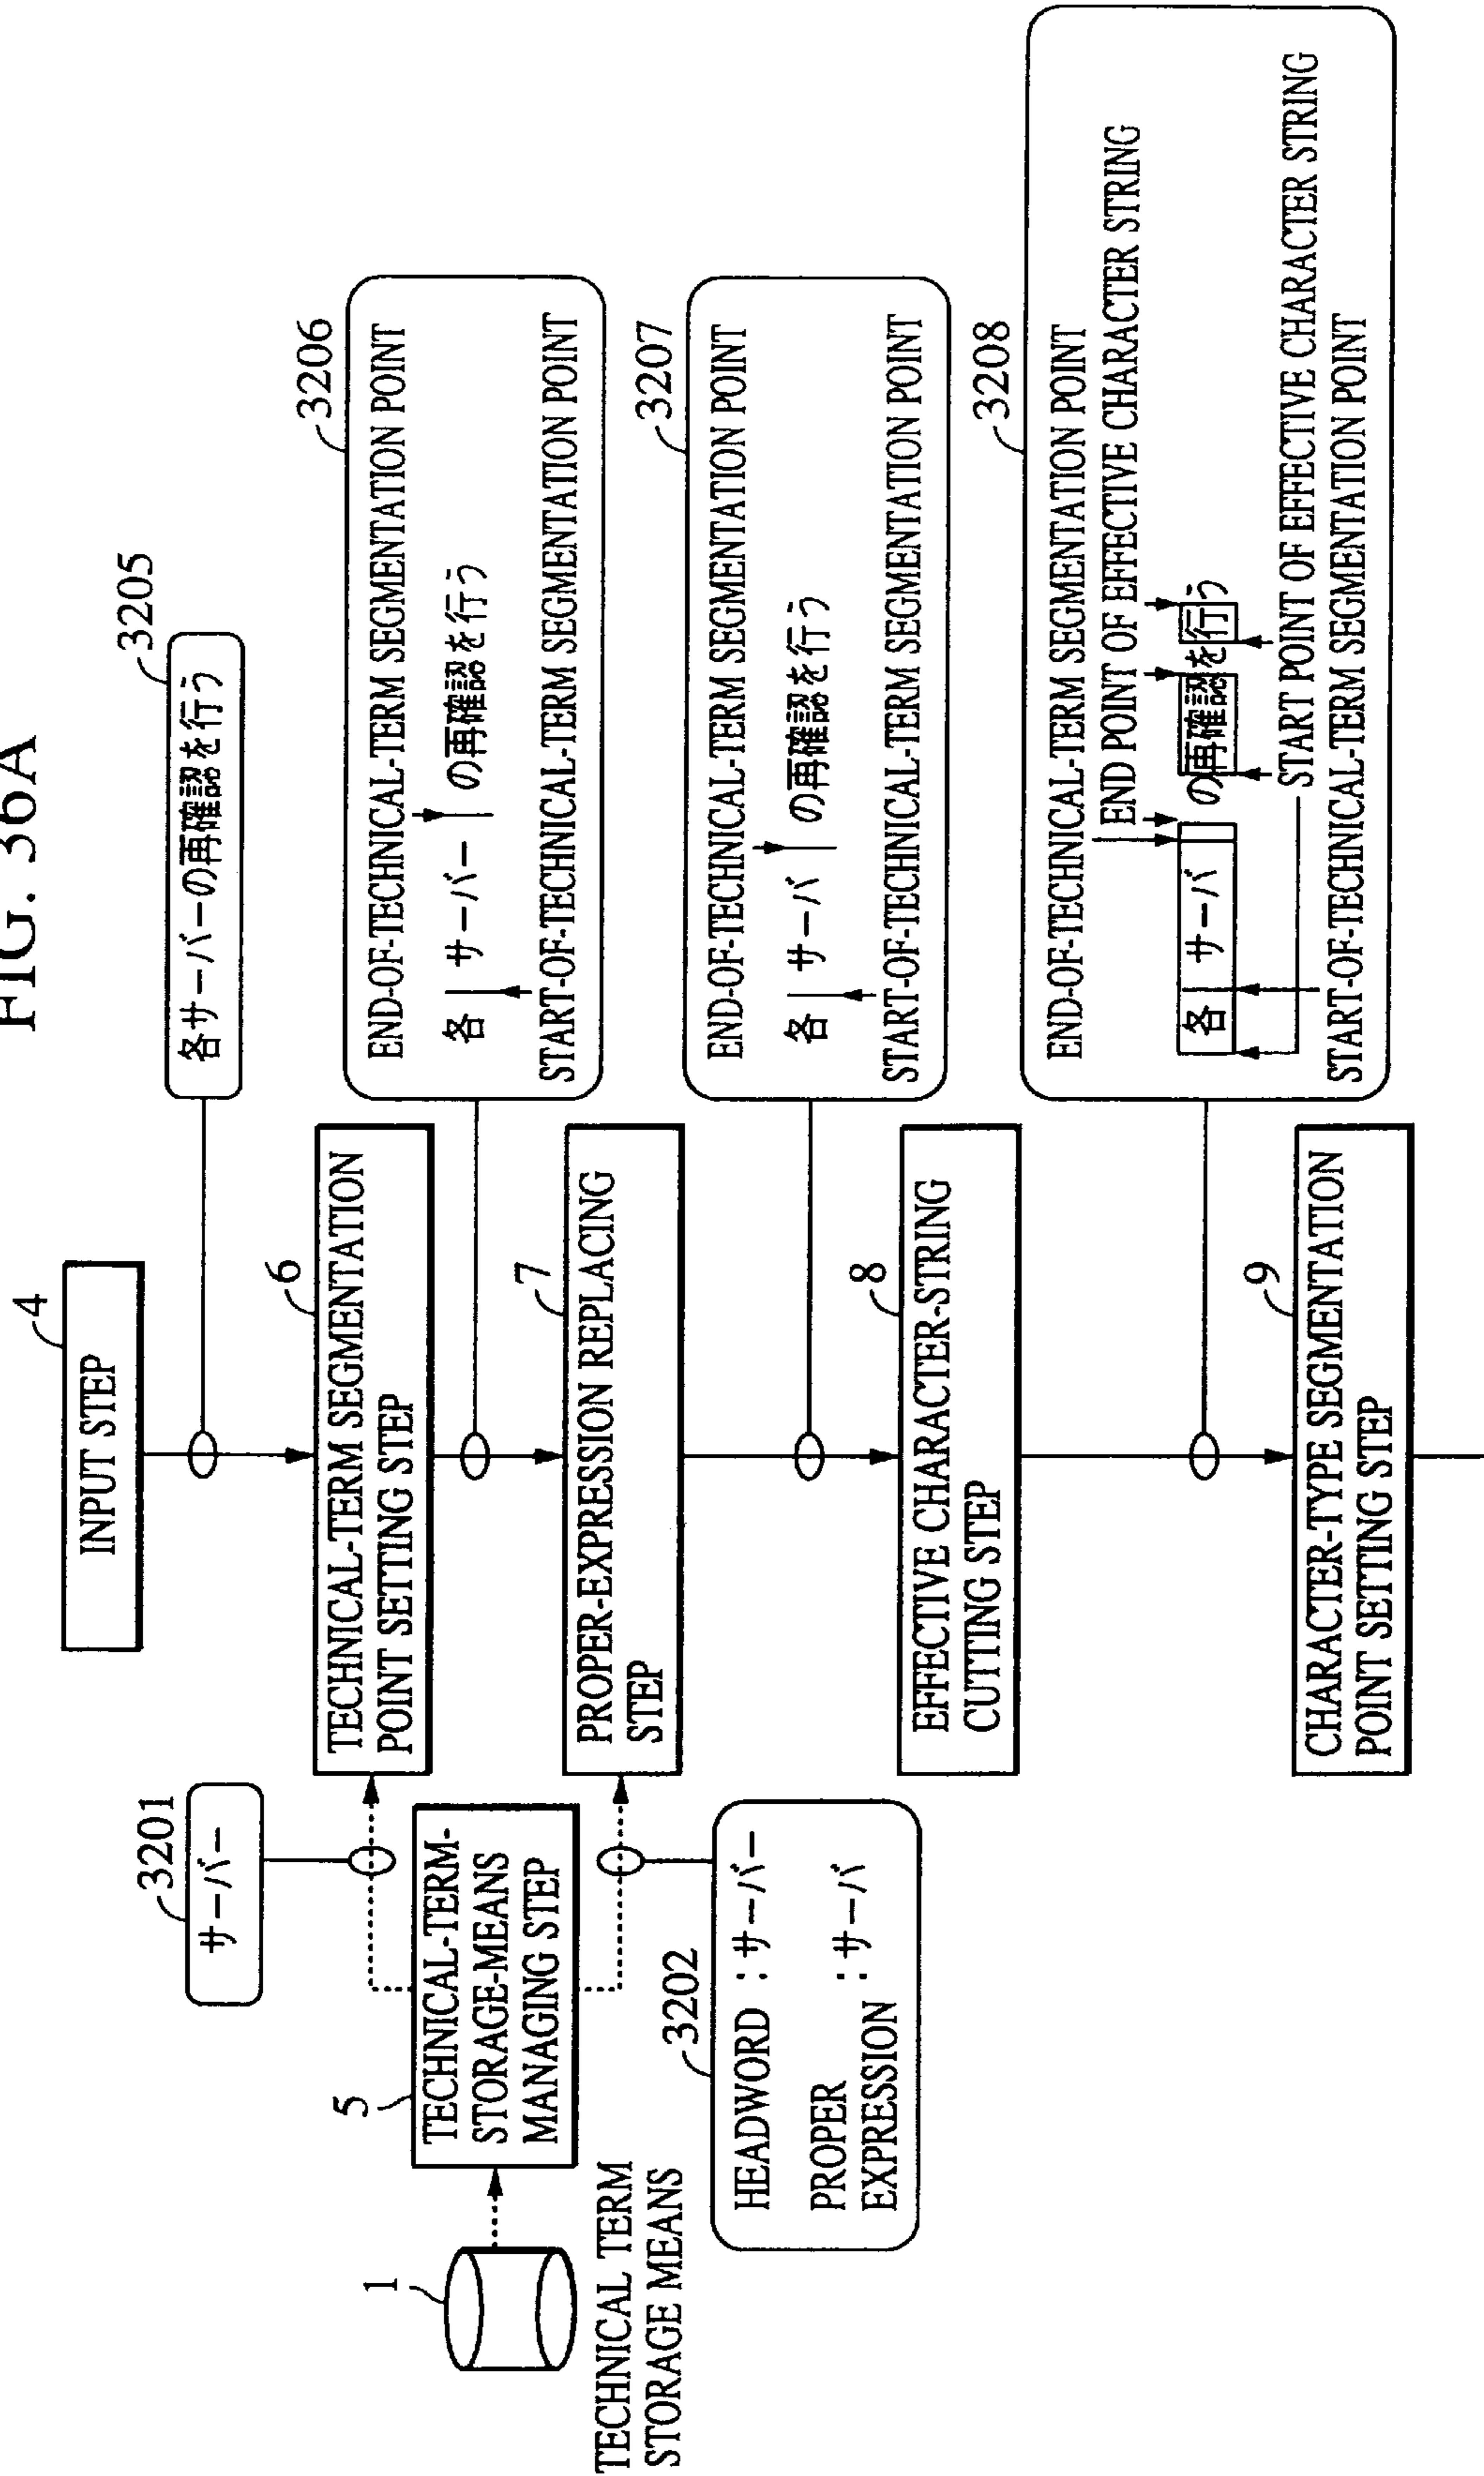 FIG. 36A
4
INPUT STEP
3205
各サーバーの再確認を行う
3201
サーバー
6
TECHNICAL-TERM SEGMENTATION
POINT SETTING STEP
3206
END-OF-TECHNICAL-TERM SEGMENTATION POINT
各 サーバー の再確認を行う
START-OF-TECHNICAL-TERM SEGMENTATION POINT
1
TECHNICAL TERM
STORAGE MEANS
5
TECHNICAL-TERM-
STORAGE-MEANS
MANAGING STEP
7
PROPER-EXPRESSION REPLACING
STEP
3207
END-OF-TECHNICAL-TERM SEGMENTATION POINT
各 サーバ の再確認を行う
START-OF-TECHNICAL-TERM SEGMENTATION POINT
3202
HEADWORD : サーバー
PROPER
EXPRESSION : サーバ
8
EFFECTIVE CHARACTER-STRING
CUTTING STEP
3208
END-OF-TECHNICAL-TERM SEGMENTATION POINT
END POINT OF EFFECTIVE CHARACTER STRING
各 サーバ の再確認を行う
START POINT OF EFFECTIVE CHARACTER STRING
START-OF-TECHNICAL-TERM SEGMENTATION POINT
9
CHARACTER-TYPE SEGMENTATION
POINT SETTING STEP